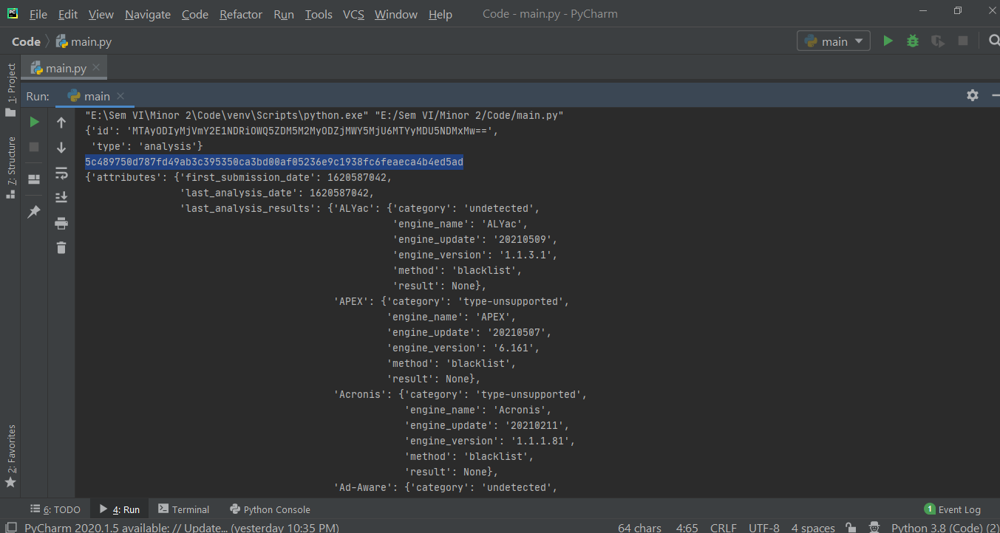 File Edit View Navigate Code Refactor Run Tools VCS Window Help Code - main.py - PyCharm
Code main.py main
main.py
1: Project
Run: main
"E:\Sem VI\Minor 2\Code\venv\Scripts\python.exe" "E:/Sem VI/Minor 2/Code/main.py"
{'id': 'MTAyODIyMjVmY2E1NDRiOWQ5ZDM5M2MyODZjMWY5MjU6MTYyMDU5NDMxMw==',
'type': 'analysis'}
5c489750d787fd49ab3c395350ca3bd00af05236e9c1938fc6feaeca4b4ed5ad
{'attributes': {'first_submission_date': 1620587042,
'last_analysis_date': 1620587042,
'last_analysis_results': {'ALYac': {'category': 'undetected',
'engine_name': 'ALYac',
'engine_update': '20210509',
'engine_version': '1.1.3.1',
'method': 'blacklist',
'result': None},
'APEX': {'category': 'type-unsupported',
'engine_name': 'APEX',
'engine_update': '20210507',
'engine_version': '6.161',
'method': 'blacklist',
'result': None},
'Acronis': {'category': 'type-unsupported',
'engine_name': 'Acronis',
'engine_update': '20210211',
'engine_version': '1.1.1.81',
'method': 'blacklist',
'result': None},
'Ad-Aware': {'category': 'undetected',
7: Structure
2: Favorites
6: TODO 4: Run Terminal Python Console 1 Event Log
PyCharm 2020.1.5 available: // Update... (yesterday 10:35 PM) 64 chars 4:65 CRLF UTF-8 4 spaces Python 3.8 (Code) (2)